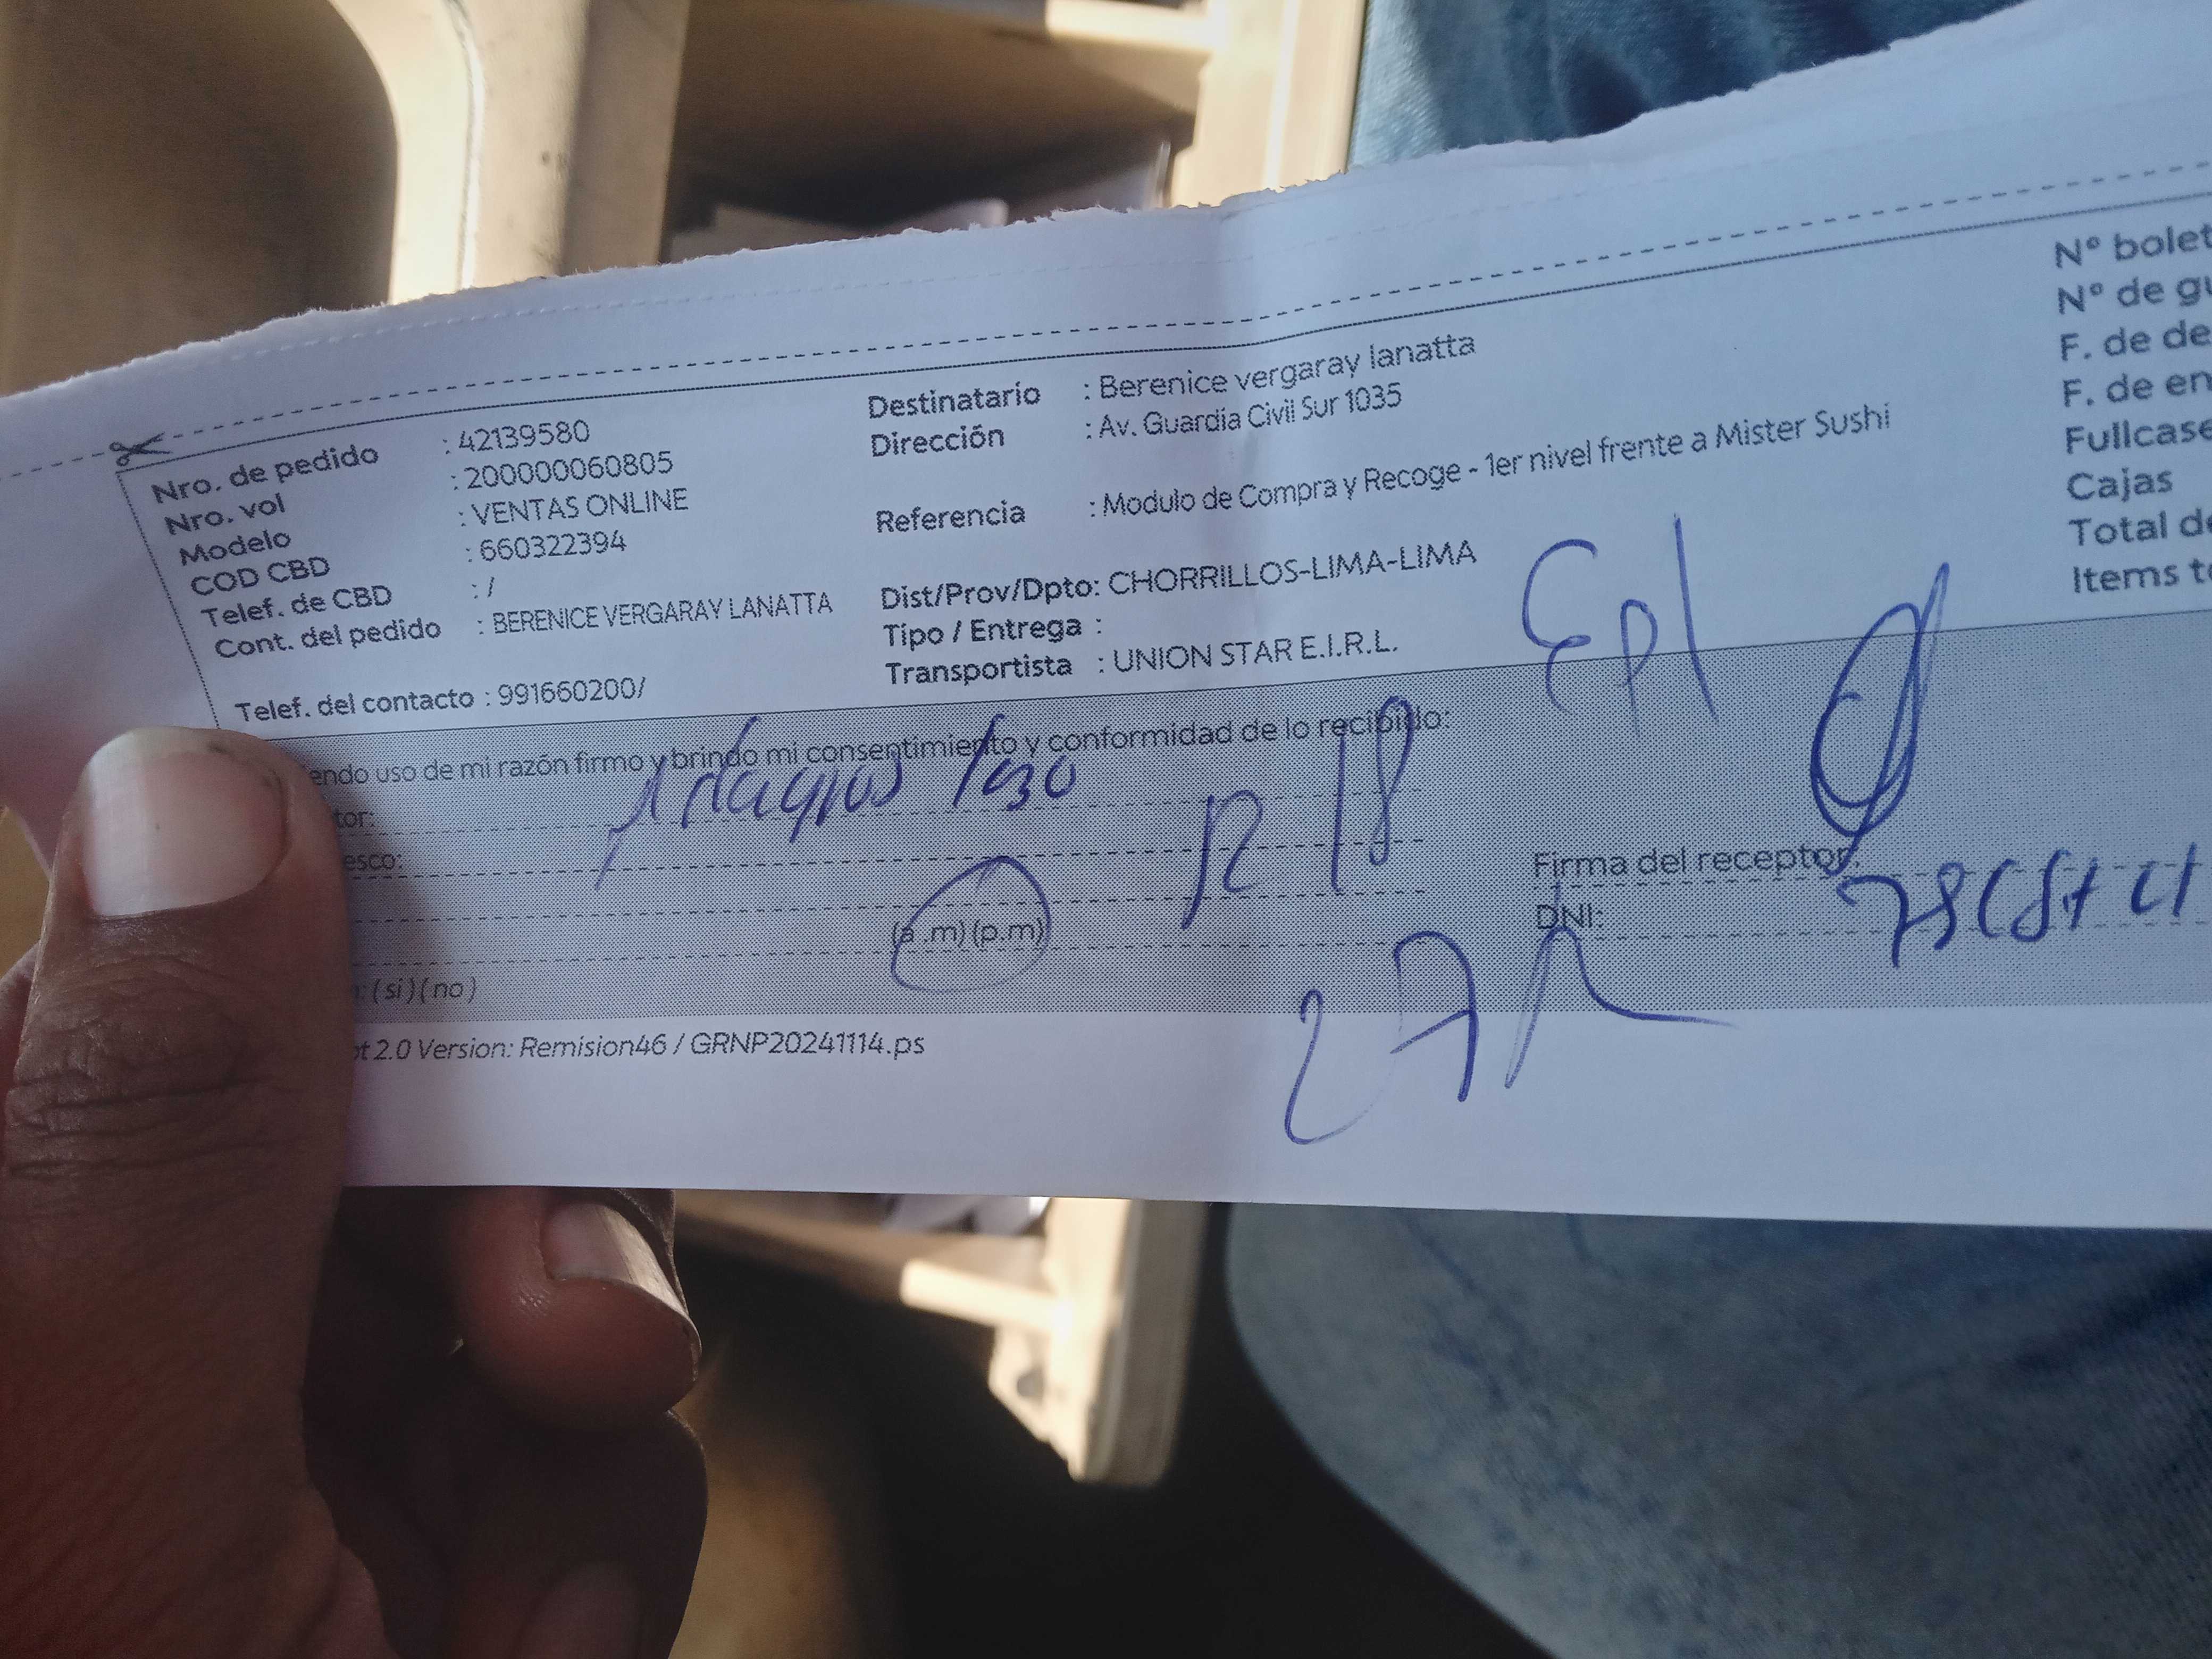 Nro. de pedido : 42139580
Nro. vol : 200000060805
Modelo : VENTAS ONLINE
COD CBD : 660322394
Telef. de CBD : /
Cont. del pedido : BERENICE VERGARAY LANATTA
Telef. del contacto : 991660200/
Destinatario : Berenice vergaray lanatta
Dirección : Av. Guardia Civil Sur 1035
Referencia : Modulo de Compra y Recoge - 1er nivel frente a Mister Sushi
Dist/Prov/Dpto: CHORRILLOS-LIMA-LIMA
Tipo / Entrega :
Transportista : UNION STAR E.I.R.L.
N° bolet
N° de gu
F. de de
F. de en
Fullcase
Cajas
Total de
Items to
endo uso de mi razón firmo y brindo mi consentimiento y conformidad de lo recibido:
tor:
esco:
(a .m) (p.m)
: ( si ) ( no )
Firma del receptor:
DNI:
t 2.0 Version: Remision46 / GRNP20241114.ps